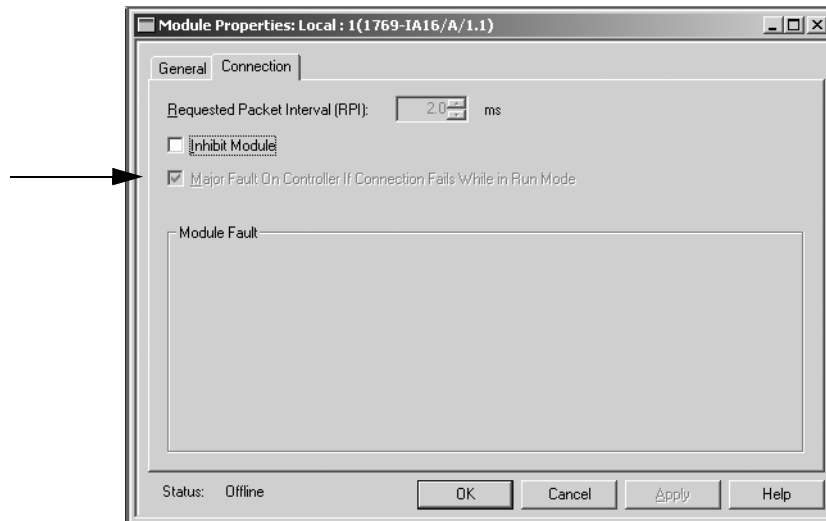 Module Properties: Local : 1(1769-IA16/A/1.1)
General Connection
Requested Packet Interval (RPI): 2.0 ms
Inhibit Module
Major Fault On Controller If Connection Fails While in Run Mode
Module Fault
Status: Offline OK Cancel Apply Help